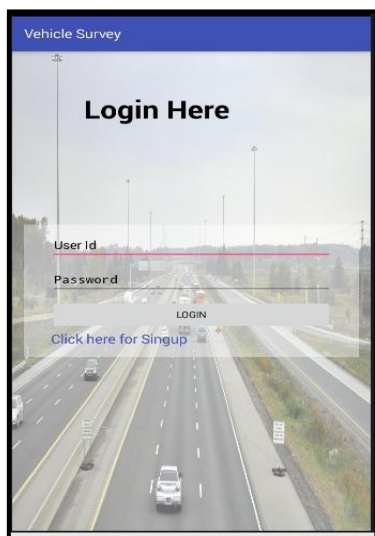 Vehicle Survey
Login Here
User Id
Password
LOGIN
Click here for Singup